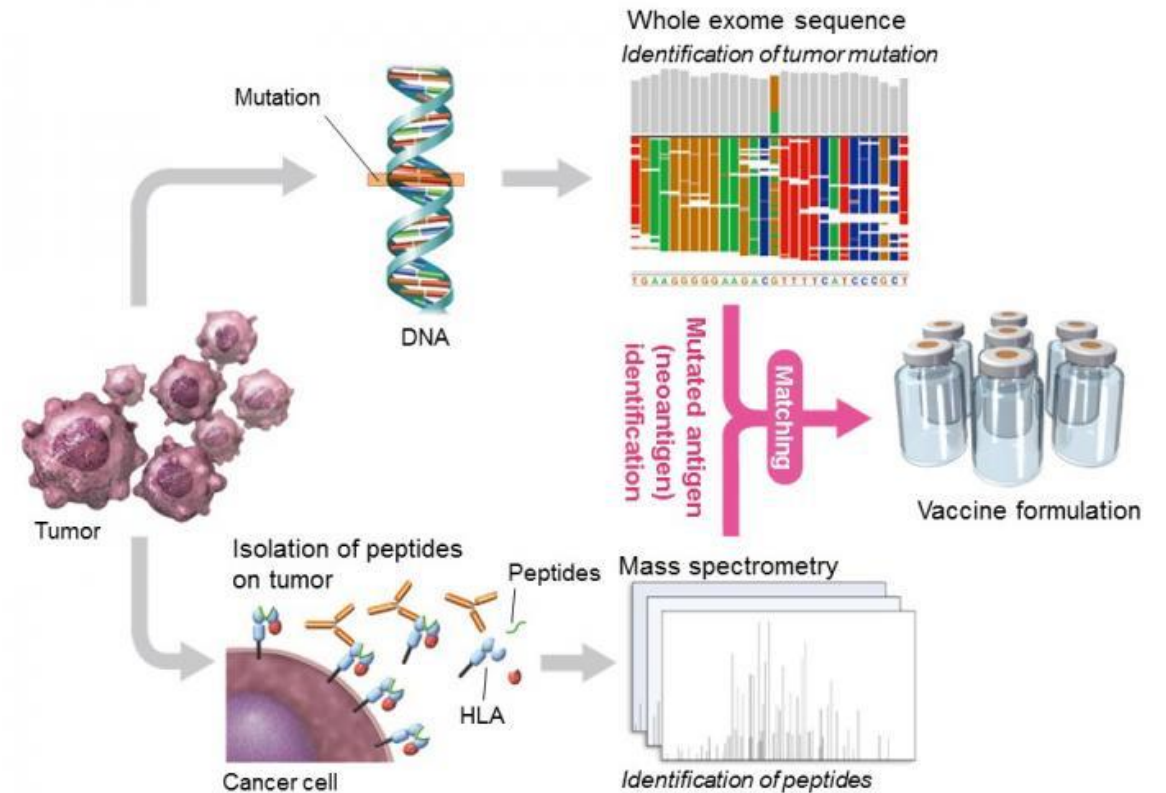 Whole exome sequence
Identification of tumor mutation
Mutation
DNA
TGAAGGGGGAAGACGTTTTCATCCCGCT
Mutated antigen
(neoantigen)
identification
Matching
Vaccine formulation
Tumor
Isolation of peptides
on tumor
Peptides
HLA
Cancer cell
Mass spectrometry
Identification of peptides